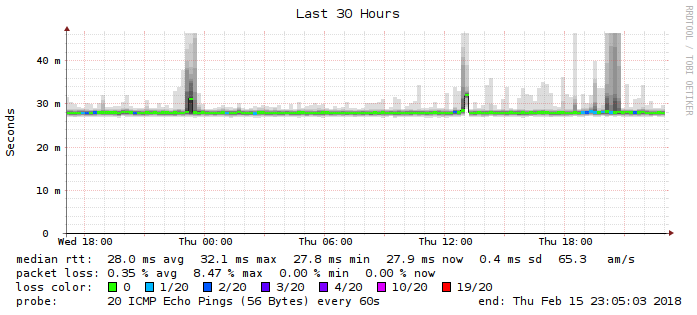 Last 30 Hours
RRDTOOL / TOBI OETIKER
Seconds
40 m
30 m
20 m
10 m
0
Wed 18:00 Thu 00:00 Thu 06:00 Thu 12:00 Thu 18:00
median rtt: 28.0 ms avg 32.1 ms max 27.8 ms min 27.9 ms now 0.4 ms sd 65.3 am/s
packet loss: 0.35 % avg 8.47 % max 0.00 % min 0.00 % now
loss color: 0 1/20 2/20 3/20 4/20 10/20 19/20
probe: 20 ICMP Echo Pings (56 Bytes) every 60s end: Thu Feb 15 23:05:03 2018